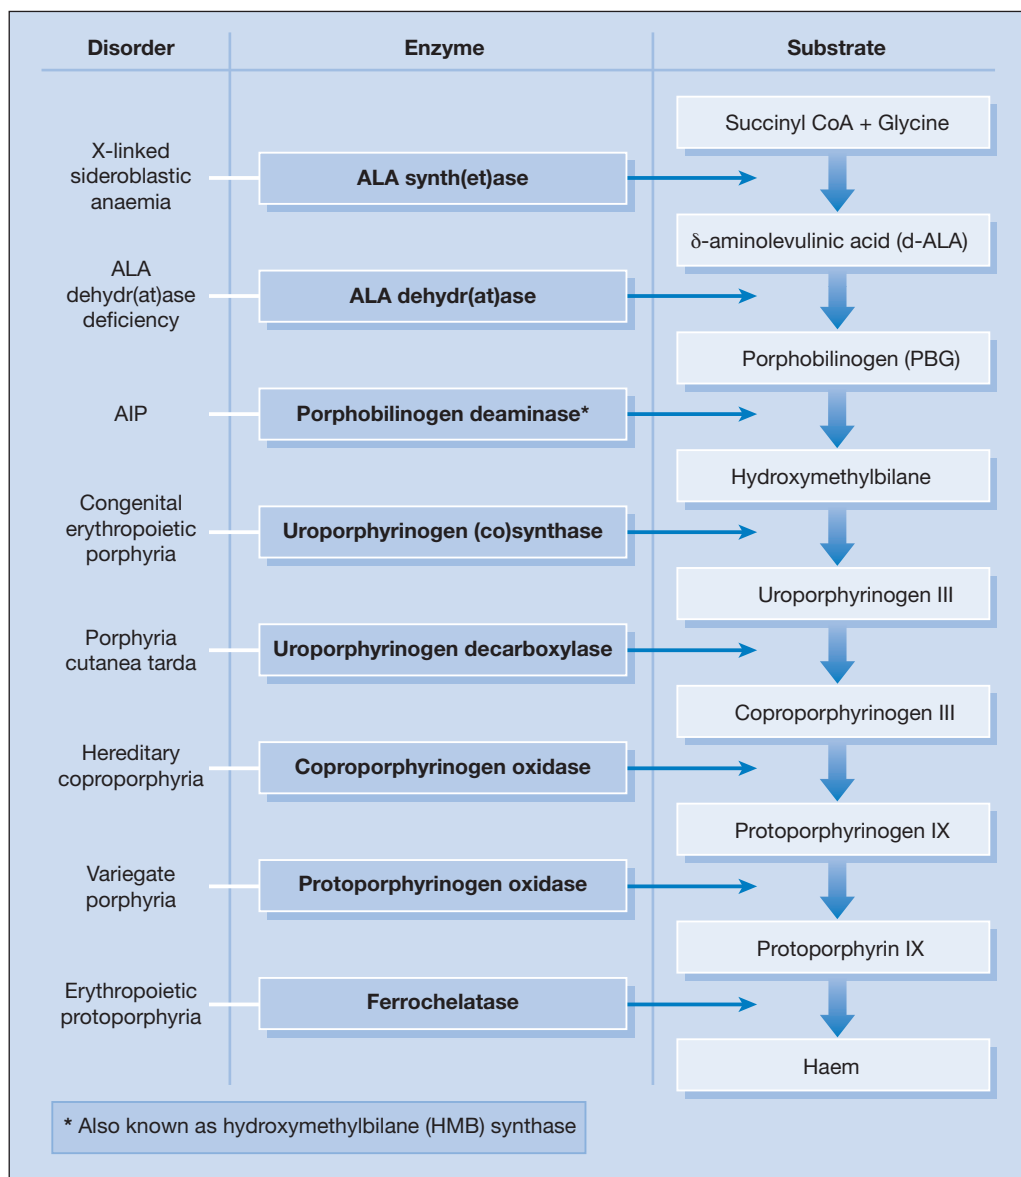 Disorder
Enzyme
Substrate
Succinyl CoA + Glycine
X-linked
sideroblastic
anaemia
ALA synth(et)ase
δ-aminolevulinic acid (d-ALA)
ALA
dehydr(at)ase
deficiency
ALA dehydr(at)ase
Porphobilinogen (PBG)
AIP
Porphobilinogen deaminase*
Hydroxymethylbilane
Congenital
erythropoietic
porphyria
Uroporphyrinogen (co)synthase
Uroporphyrinogen III
Porphyria
cutanea tarda
Uroporphyrinogen decarboxylase
Coproporphyrinogen III
Hereditary
coproporphyria
Coproporphyrinogen oxidase
Protoporphyrinogen IX
Variegate
porphyria
Protoporphyrinogen oxidase
Protoporphyrin IX
Erythropoietic
protoporphyria
Ferrochelatase
Haem
* Also known as hydroxymethylbilane (HMB) synthase